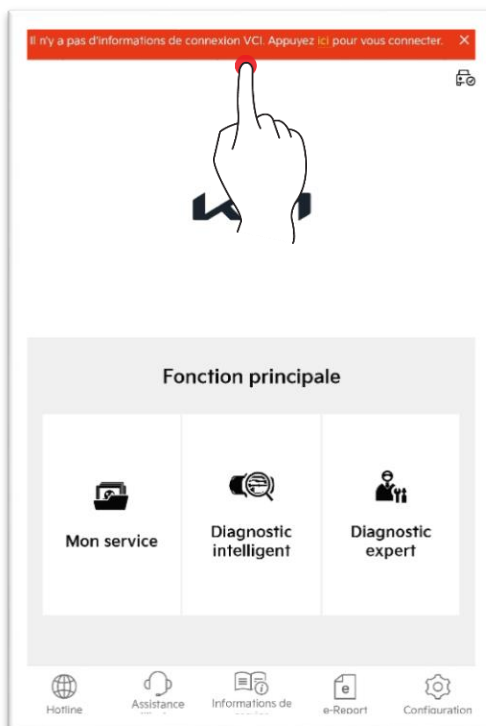 Il n'y a pas d'informations de connexion VCI. Appuyez ici pour vous connecter. X
Fonction principale
Mon service
Diagnostic
intelligent
Diagnostic
expert
Hotline
Assistance
Informations de
e-Report
Configuration